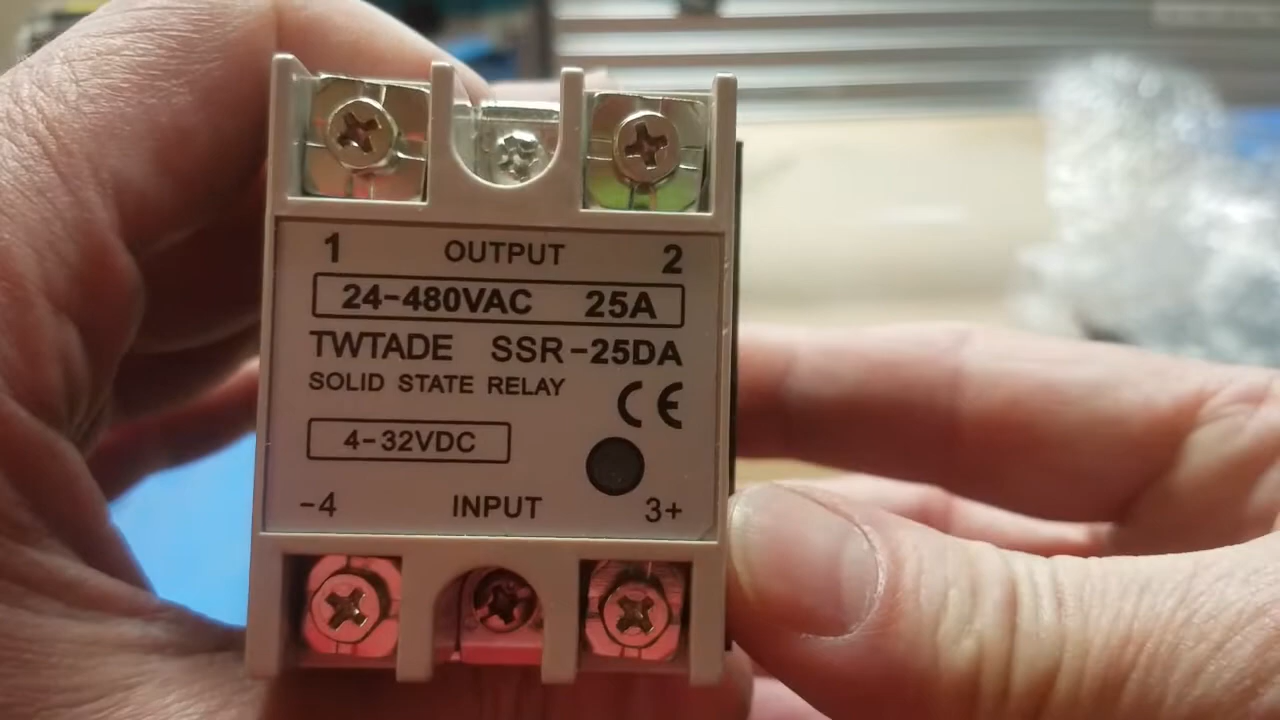 1 OUTPUT 2
24-480VAC 25A
TWTADE SSR-25DA
SOLID STATE RELAY
CE
4-32VDC
-4 INPUT 3+